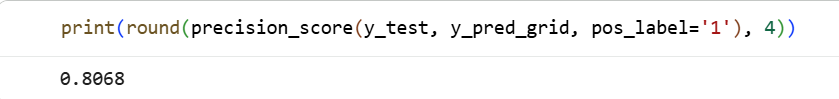 print(round(precision_score(y_test, y_pred_grid, pos_label='1'), 4))
0.8068